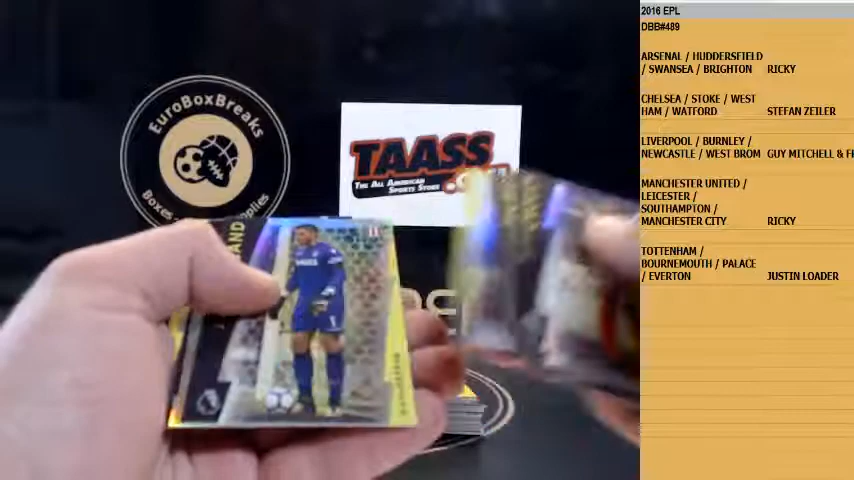 2016 EPL
DBB#489
ARSENAL / HUDDERSFIELD
/ SWANSEA / BRIGHTON RICKY
CHELSEA / STOKE / WEST
HAM / WATFORD STEFAN ZEILER
LIVERPOOL / BURNLEY /
NEWCASTLE / WEST BROM GUY MITCHELL & F
MANCHESTER UNITED /
LEICESTER /
SOUTHAMPTON /
MANCHESTER CITY RICKY
TOTTENHAM /
BOURNEMOUTH / PALACE
/ EVERTON JUSTIN LOADER
EuroBoxBreaks
Boxes
TAASS
THE ALL AMERICAN
SPORTS STORE
AND